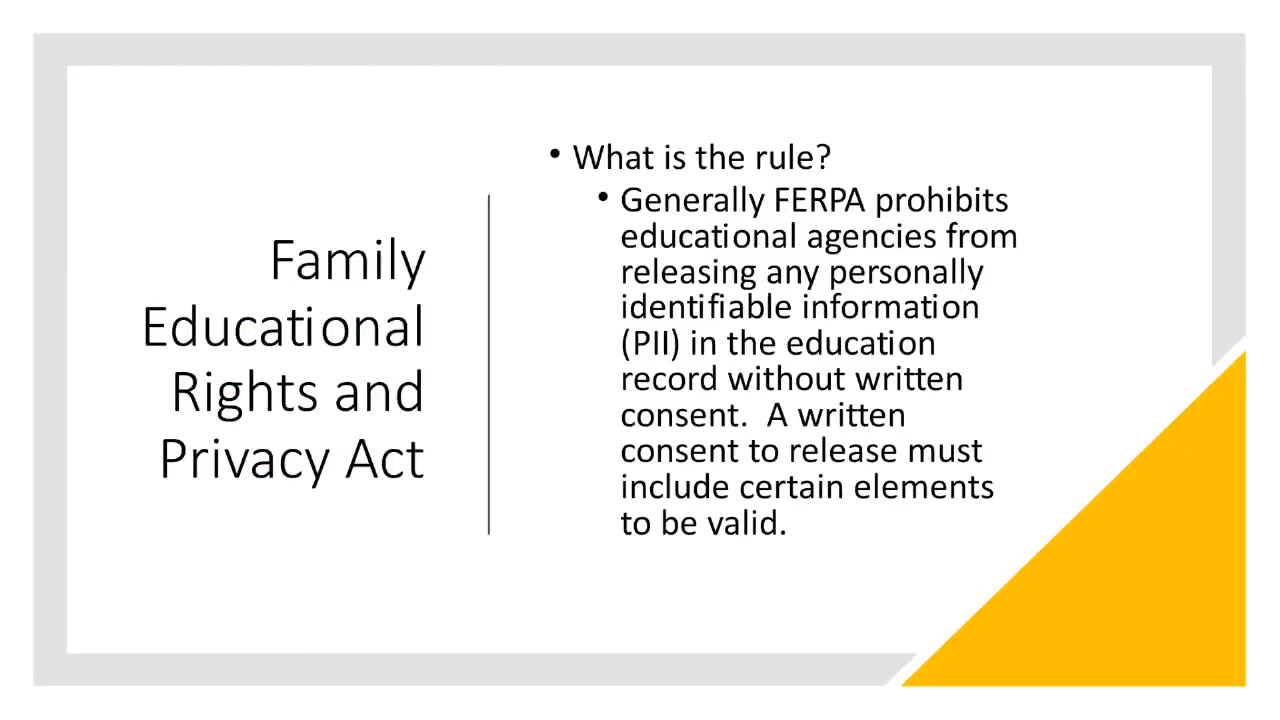 Family
Educational
Rights and
Privacy Act
• What is the rule?
• Generally FERPA prohibits
educational agencies from
releasing any personally
identifiable information
(PII) in the education
record without written
consent.  A written
consent to release must
include certain elements
to be valid.